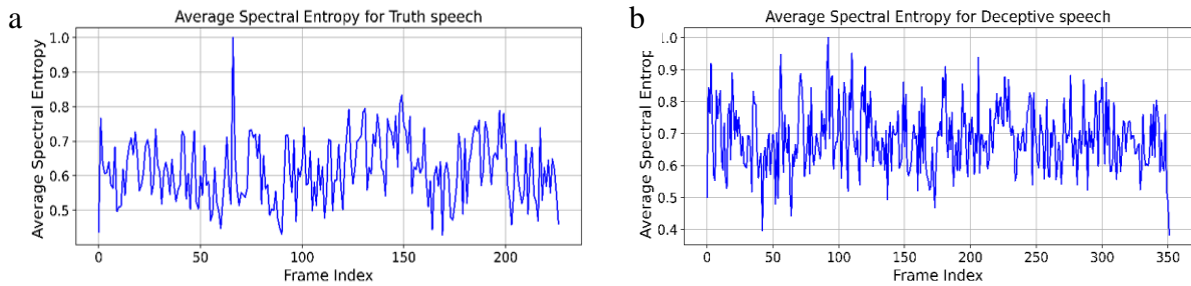 a
Average Spectral Entropy for Truth speech
Average Spectral Entropy
1.0
0.9
0.8
0.7
0.6
0.5
0 50 100 150 200
Frame Index
b
Average Spectral Entropy for Deceptive speech
Average Spectral Entrop
1.0
0.9
0.8
0.7
0.6
0.5
0.4
0 50 100 150 200 250 300 350
Frame Index